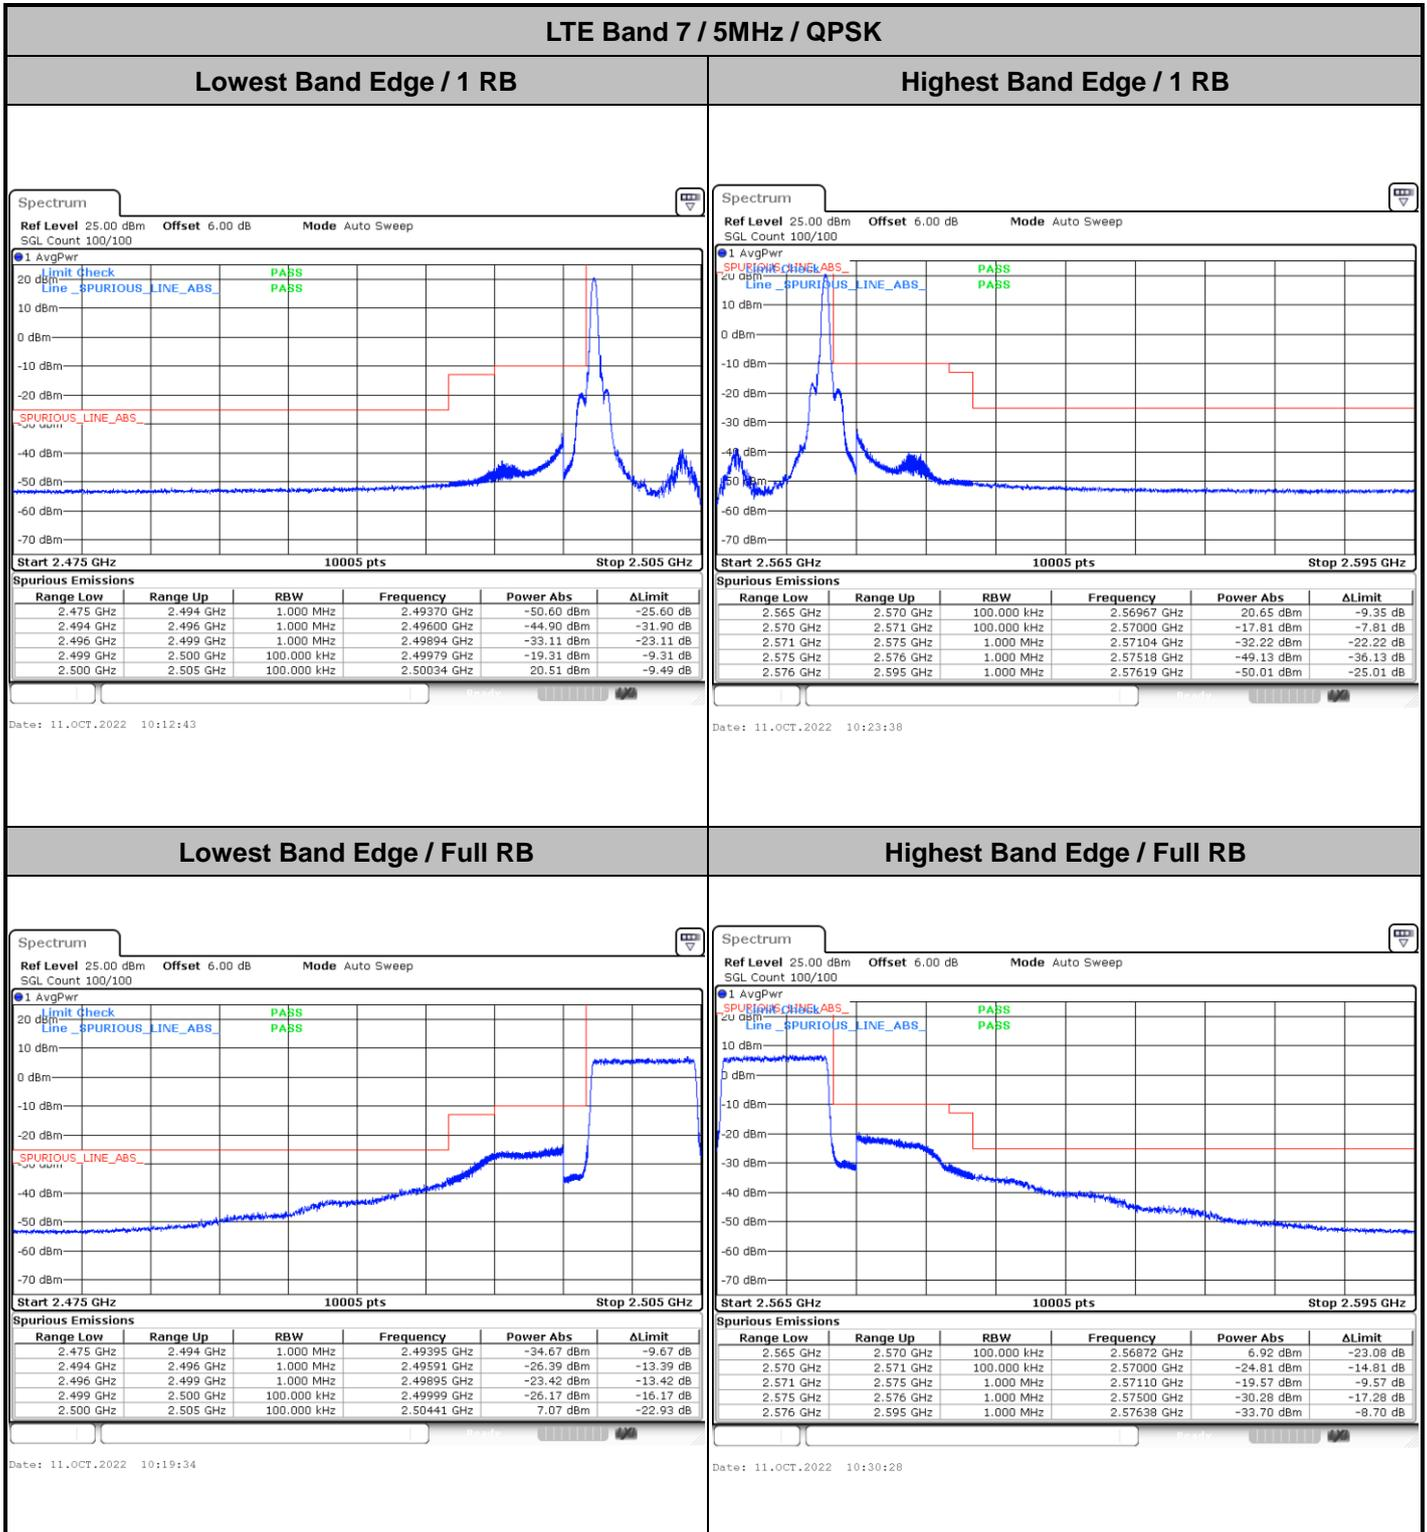 LTE Band 7 / 5MHz / QPSK
Lowest Band Edge / 1 RB
Highest Band Edge / 1 RB
Spectrum
Ref Level 25.00 dBm Offset 6.00 dB Mode Auto Sweep
SGL Count 100/100
1 AvgPwr
Limit Check PASS
20 dBm
Line _SPURIOUS_LINE_ABS_ PASS
10 dBm
0 dBm
-10 dBm
-20 dBm
_SPURIOUS_LINE_ABS_
-40 dBm
-50 dBm
-60 dBm
-70 dBm
Start 2.475 GHz 10005 pts Stop 2.505 GHz
Spurious Emissions
Range Low Range Up RBW Frequency Power Abs ΔLimit
2.475 GHz 2.494 GHz 1.000 MHz 2.49370 GHz -50.60 dBm -25.60 dB
2.494 GHz 2.496 GHz 1.000 MHz 2.49600 GHz -44.90 dBm -31.90 dB
2.496 GHz 2.499 GHz 1.000 MHz 2.49894 GHz -33.11 dBm -23.11 dB
2.499 GHz 2.500 GHz 100.000 kHz 2.49979 GHz -19.31 dBm -9.31 dB
2.500 GHz 2.505 GHz 100.000 kHz 2.50034 GHz 20.51 dBm -9.49 dB
Ready
Date: 11.OCT.2022 10:12:43
Spectrum
Ref Level 25.00 dBm Offset 6.00 dB Mode Auto Sweep
SGL Count 100/100
1 AvgPwr
_SPURIOUS_LINE_ABS_
Limit Check PASS
20 dBm
Line _SPURIOUS_LINE_ABS_ PASS
10 dBm
0 dBm
-10 dBm
-20 dBm
-30 dBm
-40 dBm
-50 dBm
-60 dBm
-70 dBm
Start 2.565 GHz 10005 pts Stop 2.595 GHz
Spurious Emissions
Range Low Range Up RBW Frequency Power Abs ΔLimit
2.565 GHz 2.570 GHz 100.000 kHz 2.56967 GHz 20.65 dBm -9.35 dB
2.570 GHz 2.571 GHz 100.000 kHz 2.57000 GHz -17.81 dBm -7.81 dB
2.571 GHz 2.575 GHz 1.000 MHz 2.57104 GHz -32.22 dBm -22.22 dB
2.575 GHz 2.576 GHz 1.000 MHz 2.57518 GHz -49.13 dBm -36.13 dB
2.576 GHz 2.595 GHz 1.000 MHz 2.57619 GHz -50.01 dBm -25.01 dB
Ready
Date: 11.OCT.2022 10:23:38
Lowest Band Edge / Full RB
Highest Band Edge / Full RB
Spectrum
Ref Level 25.00 dBm Offset 6.00 dB Mode Auto Sweep
SGL Count 100/100
1 AvgPwr
Limit Check PASS
20 dBm
Line _SPURIOUS_LINE_ABS_ PASS
10 dBm
0 dBm
-10 dBm
-20 dBm
_SPURIOUS_LINE_ABS_
-40 dBm
-50 dBm
-60 dBm
-70 dBm
Start 2.475 GHz 10005 pts Stop 2.505 GHz
Spurious Emissions
Range Low Range Up RBW Frequency Power Abs ΔLimit
2.475 GHz 2.494 GHz 1.000 MHz 2.49395 GHz -34.67 dBm -9.67 dB
2.494 GHz 2.496 GHz 1.000 MHz 2.49591 GHz -26.39 dBm -13.39 dB
2.496 GHz 2.499 GHz 1.000 MHz 2.49895 GHz -23.42 dBm -13.42 dB
2.499 GHz 2.500 GHz 100.000 kHz 2.49999 GHz -26.17 dBm -16.17 dB
2.500 GHz 2.505 GHz 100.000 kHz 2.50441 GHz 7.07 dBm -22.93 dB
Ready
Date: 11.OCT.2022 10:19:34
Spectrum
Ref Level 25.00 dBm Offset 6.00 dB Mode Auto Sweep
SGL Count 100/100
1 AvgPwr
_SPURIOUS_LINE_ABS_
Limit Check PASS
20 dBm
Line _SPURIOUS_LINE_ABS_ PASS
10 dBm
0 dBm
-10 dBm
-20 dBm
-30 dBm
-40 dBm
-50 dBm
-60 dBm
-70 dBm
Start 2.565 GHz 10005 pts Stop 2.595 GHz
Spurious Emissions
Range Low Range Up RBW Frequency Power Abs ΔLimit
2.565 GHz 2.570 GHz 100.000 kHz 2.56872 GHz 6.92 dBm -23.08 dB
2.570 GHz 2.571 GHz 100.000 kHz 2.57000 GHz -24.81 dBm -14.81 dB
2.571 GHz 2.575 GHz 1.000 MHz 2.57110 GHz -19.57 dBm -9.57 dB
2.575 GHz 2.576 GHz 1.000 MHz 2.57500 GHz -30.28 dBm -17.28 dB
2.576 GHz 2.595 GHz 1.000 MHz 2.57638 GHz -33.70 dBm -8.70 dB
Ready
Date: 11.OCT.2022 10:30:28